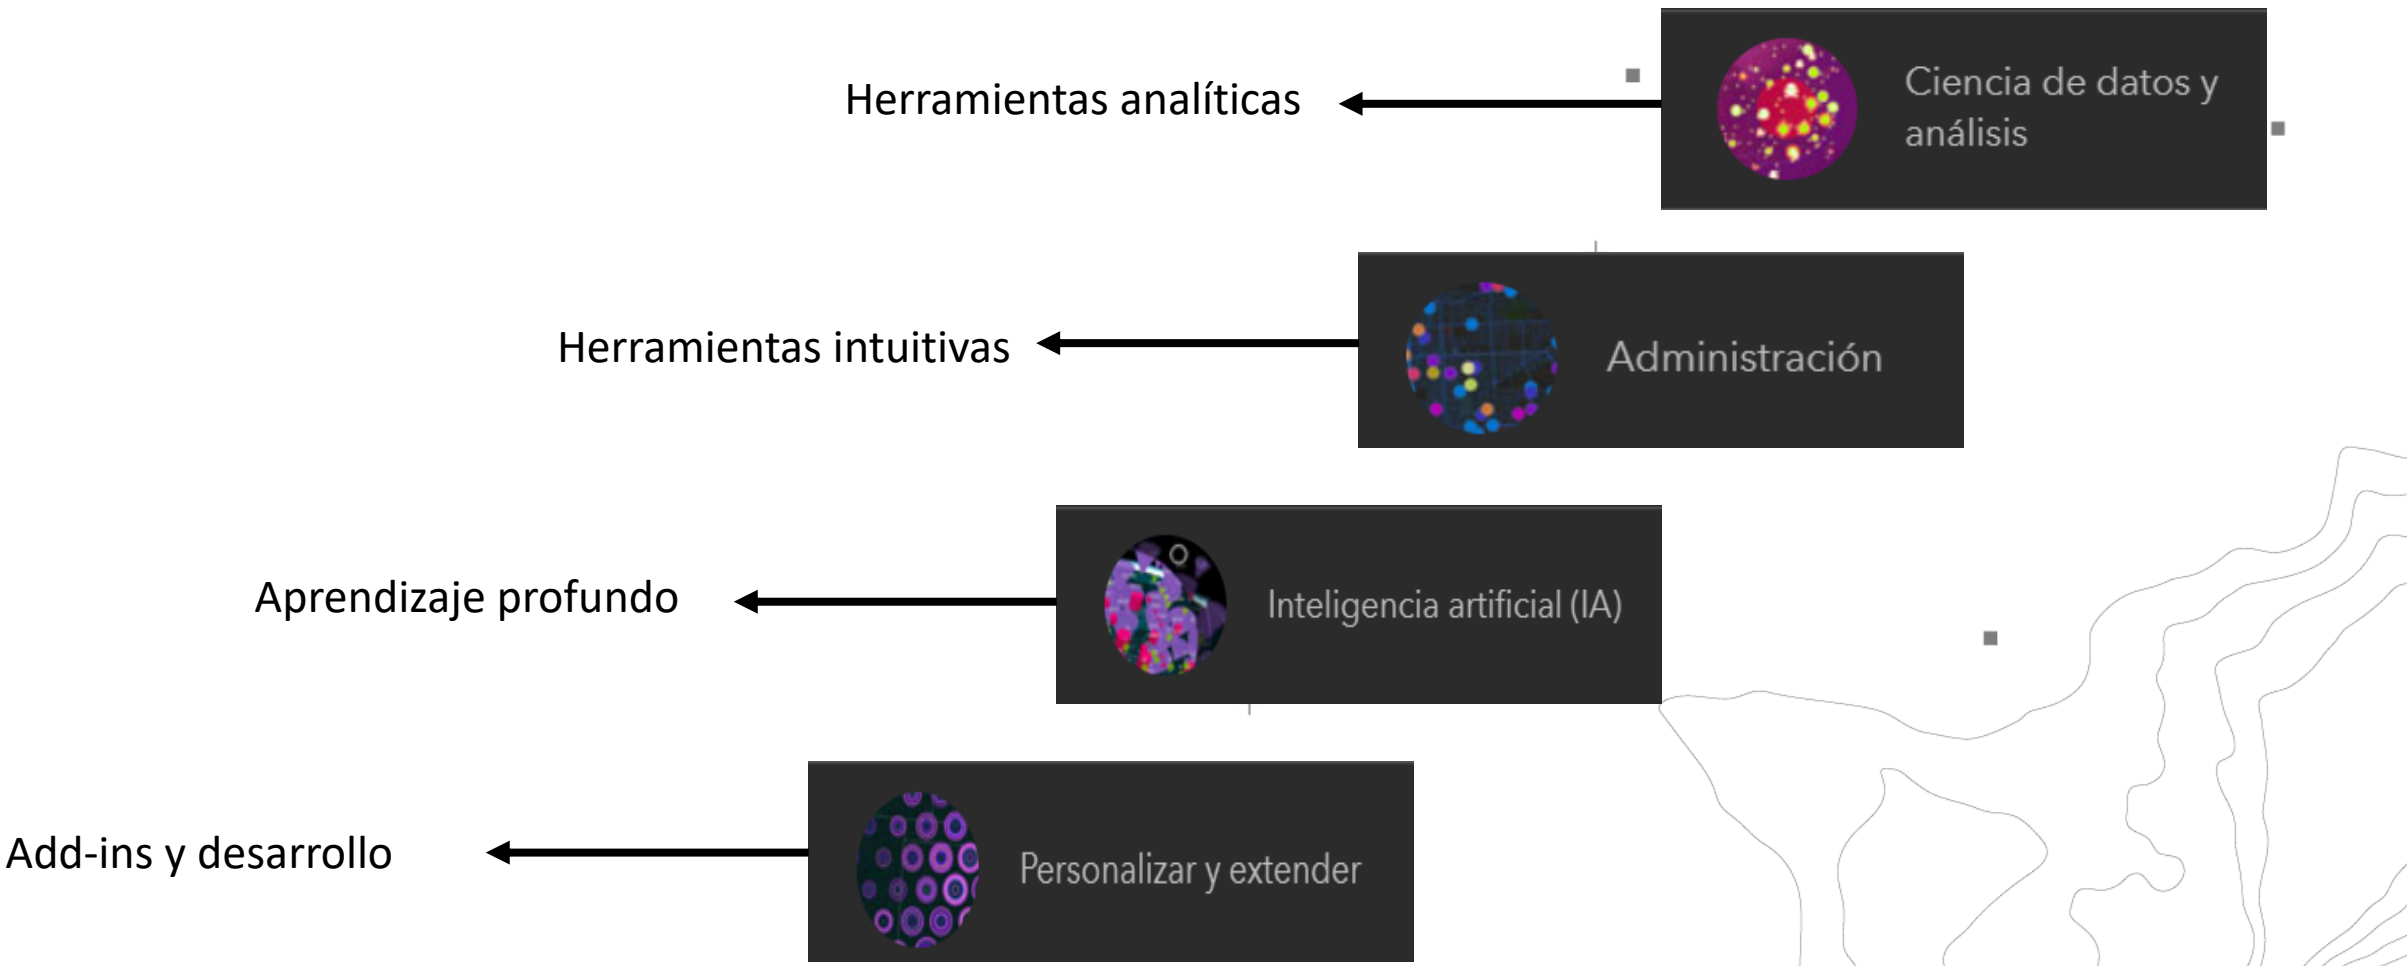 Herramientas analíticas
Ciencia de datos y
análisis
Herramientas intuitivas
Administración
Aprendizaje profundo
Inteligencia artificial (IA)
Add-ins y desarrollo
Personalizar y extender